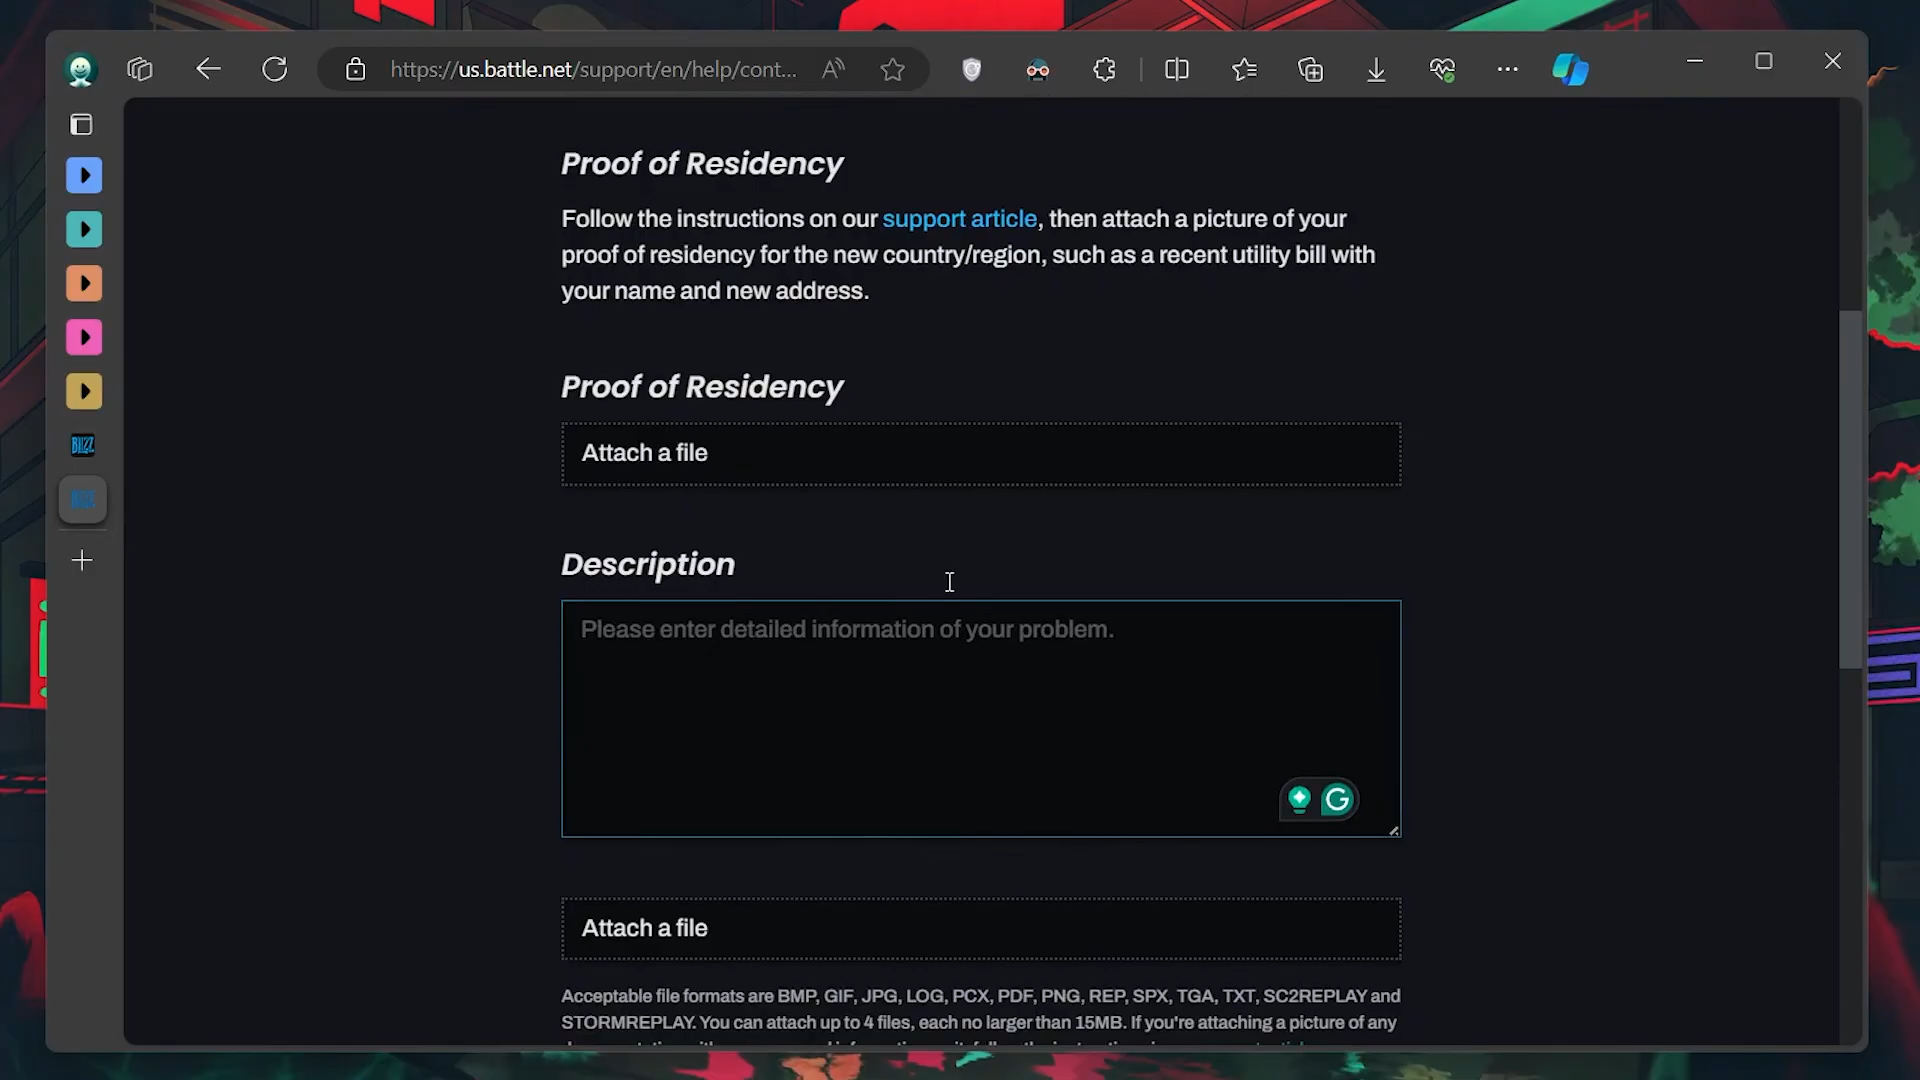 https://us.battle.net/support/en/help/cont...
Proof of Residency
Follow the instructions on our support article, then attach a picture of your
proof of residency for the new country/region, such as a recent utility bill with
your name and new address.
Proof of Residency
Attach a file
BLIZZ
Description
Please enter detailed information of your problem.
Attach a file
Acceptable file formats are BMP, GIF, JPG, LOG, PCX, PDF, PNG, REP, SPX, TGA, TXT, SC2REPLAY and
STORMREPLAY. You can attach up to 4 files, each no larger than 15MB. If you're attaching a picture of any